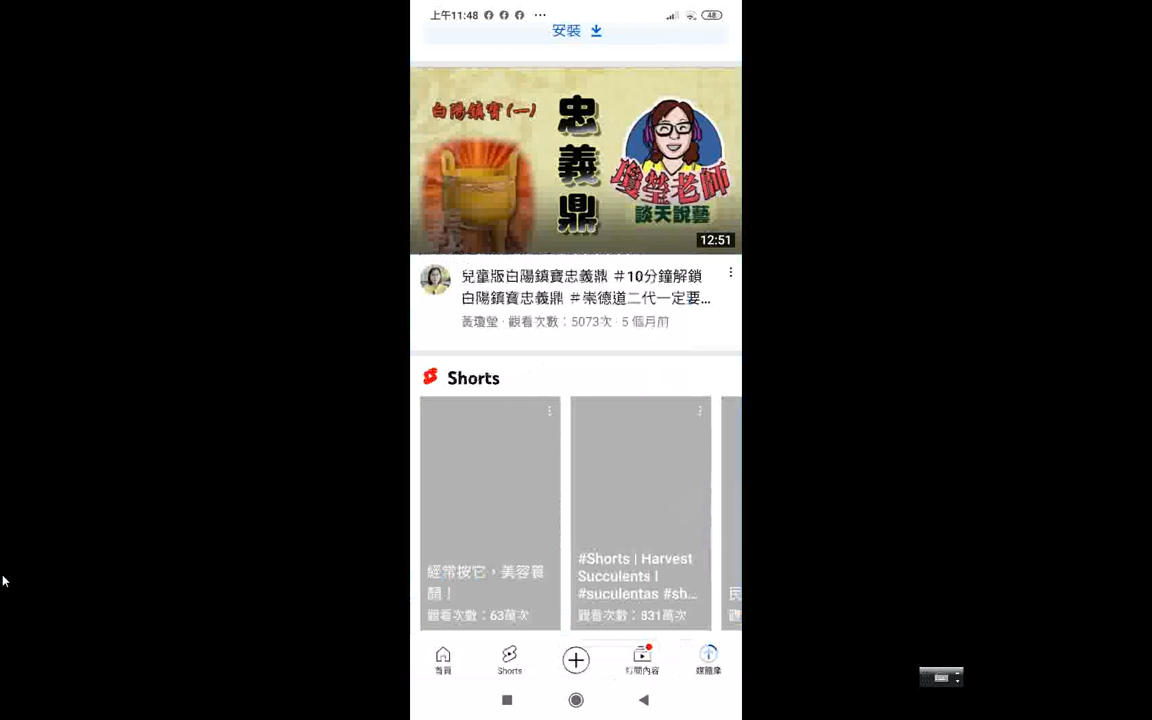 上午11:48
48
安裝
白陽鎮寶(一)
忠義鼎
瓊瑩老師
談天說藝
12:51
兒童版白陽鎮寶忠義鼎 #10分鐘解鎖
白陽鎮寶忠義鼎 #崇德道二代一定要...
黃瓊瑩 · 觀看次數：5073次 · 5 個月前
Shorts
經常按它，美容養
顏！
觀看次數：63萬次
#Shorts | Harvest
Succulents |
#suculentas #sh...
觀看次數：831萬次
民
觀
首頁
Shorts
訂閱內容
媒體庫